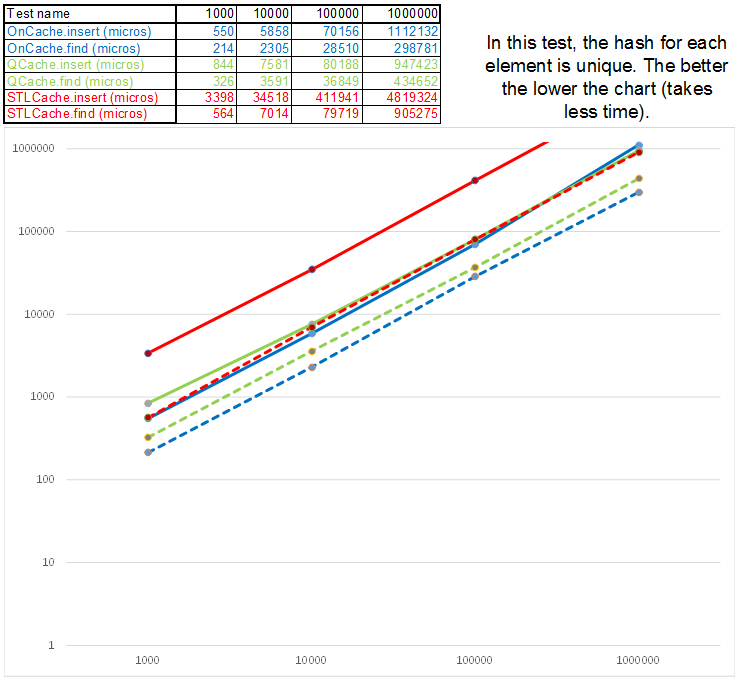 Test name 1000 10000 100000 1000000
OnCache.insert (micros) 550 5858 70156 1112132
OnCache.find (micros) 214 2305 28510 298781
QCache.insert (micros) 844 7581 80188 947423
QCache.find (micros) 326 3591 36849 434652
STLCache.insert (micros) 3398 34518 411941 4819324
STLCache.find (micros) 564 7014 79719 905275
In this test, the hash for each
element is unique. The better
the lower the chart (takes
less time).
1000000
100000
10000
1000
100
10
1
1000 10000 100000 1000000